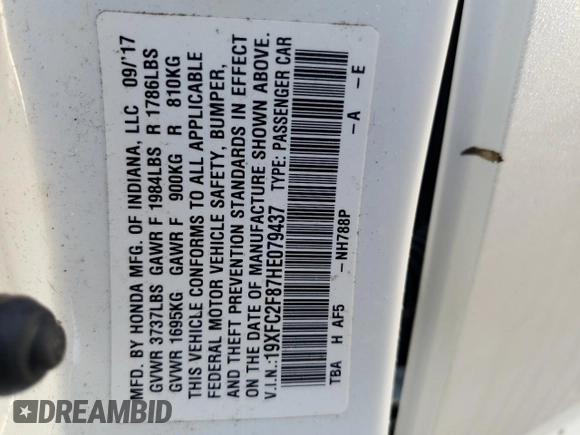 MFD. BY HONDA MFG. OF INDIANA, LLC 09/'17
GVWR 3737LBS GAWR F 1984LBS R 1786LBS
GVWR 1695KG GAWR F 900KG R 810KG
THIS VEHICLE CONFORMS TO ALL APPLICABLE
FEDERAL MOTOR VEHICLE SAFETY, BUMPER,
AND THEFT PREVENTION STANDARDS IN EFFECT
ON THE DATE OF MANUFACTURE SHOWN ABOVE.
V.I.N.:19XFC2F87HE079437 TYPE: PASSENGER CAR
TBA H AF5 –NH788P –A –E
DREAMBID